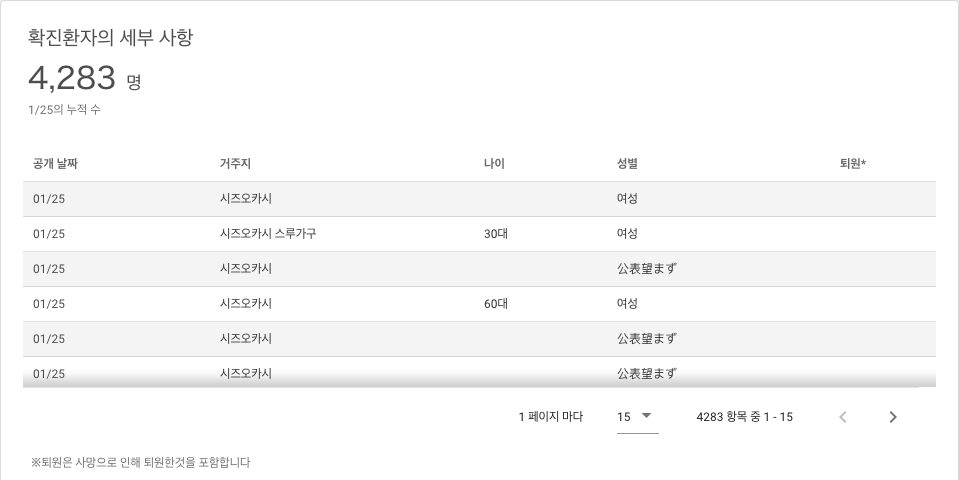 확진환자의 세부 사항
4,283 명
1/25의 누적 수
공개 날짜 거주지 나이 성별 퇴원*
01/25 시즈오카시 여성
01/25 시즈오카시 스루가구 30대 여성
01/25 시즈오카시 公表望まず
01/25 시즈오카시 60대 여성
01/25 시즈오카시 公表望まず
01/25 시즈오카시 公表望まず
1 페이지 마다 15 4283 항목 중 1 - 15
※퇴원은 사망으로 인해 퇴원한것을 포함합니다